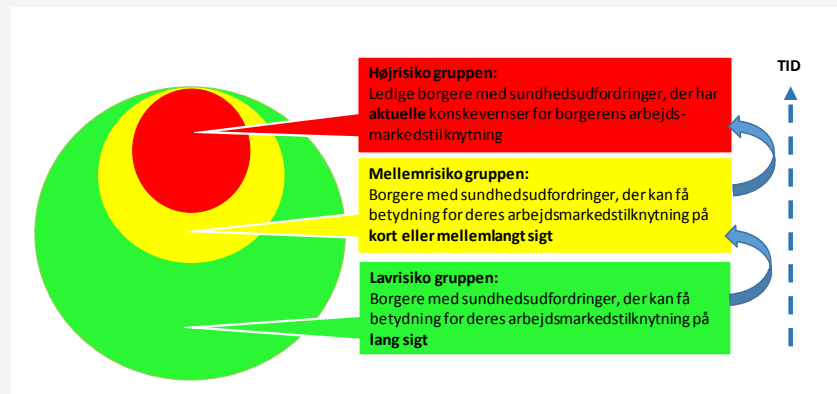 TID
Højrisiko gruppen:
Ledige borgere med sundhedsudfordringer, der har
aktuelle konskevernser for borgerens arbejds-
markedstilknytning
Mellemrisiko gruppen:
Borgere med sundhedsudfordringer, der kan få
betydning for deres arbejdsmarkedstilknytning på
kort eller mellemlangt sigt
Lavrisiko gruppen:
Borgere med sundhedsudfordringer, der kan få
betydning for deres arbejdsmarkedstilknytning på
lang sigt